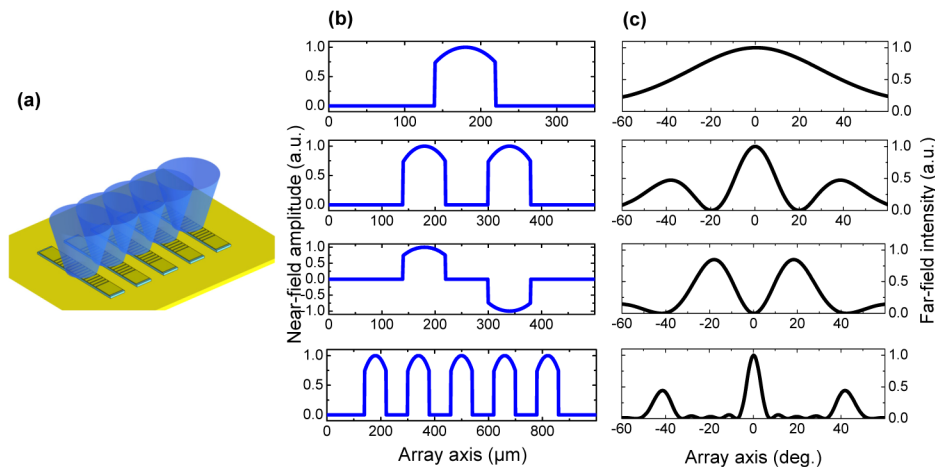 (a)
(b)
(c)
Near-field amplitude (a.u.)
Far-field intensity (a.u.)
1.0
0.5
0.0
0 100 200 300
1.0
0.5
0.0
-60 -40 -20 0 20 40
1.0
0.5
0.0
0 100 200 300 400
1.0
0.5
0.0
-60 -40 -20 0 20 40
1.0
0.5
0.0
0.5
1.0
0 100 200 300 400
1.0
0.5
0.0
-60 -40 -20 0 20 40
1.0
0.5
0.0
0 200 400 600 800
1.0
0.5
0.0
-60 -40 -20 0 20 40
Array axis (µm)
Array axis (deg.)